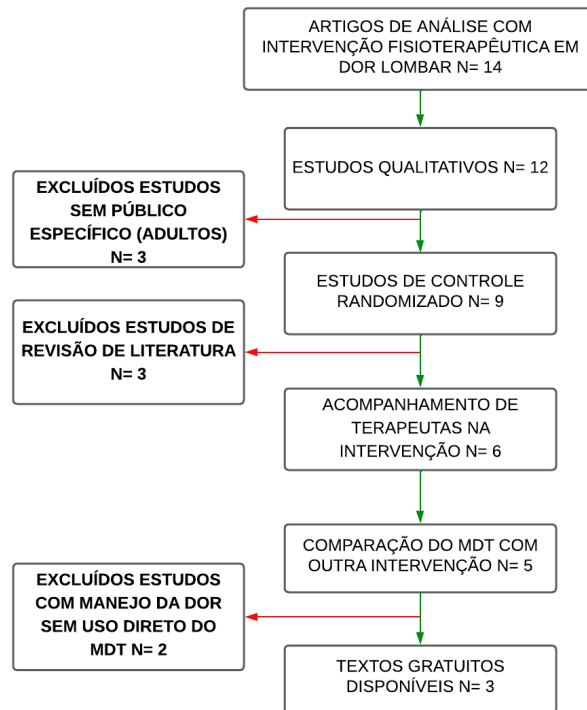 ARTIGOS DE ANÁLISE COM
INTERVENÇÃO FISIOTERAPÊUTICA EM
DOR LOMBAR N= 14
ESTUDOS QUALITATIVOS N= 12
EXCLUÍDOS ESTUDOS
SEM PÚBLICO
ESPECÍFICO (ADULTOS)
N= 3
ESTUDOS DE CONTROLE
RANDOMIZADO N= 9
EXCLUÍDOS ESTUDOS DE
REVISÃO DE LITERATURA
N= 3
ACOMPANHAMENTO DE
TERAPEUTAS NA
INTERVENÇÃO N= 6
COMPARAÇÃO DO MDT COM
OUTRA INTERVENÇÃO N= 5
EXCLUÍDOS ESTUDOS
COM MANEJO DA DOR
SEM USO DIRETO DO
MDT N= 2
TEXTOS GRATUITOS
DISPONÍVEIS N= 3